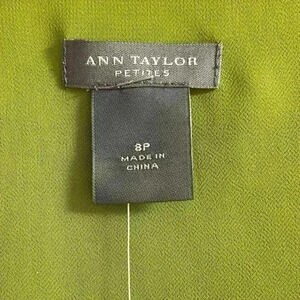 ANN TAYLOR
PETITES
8P
MADE IN
CHINA